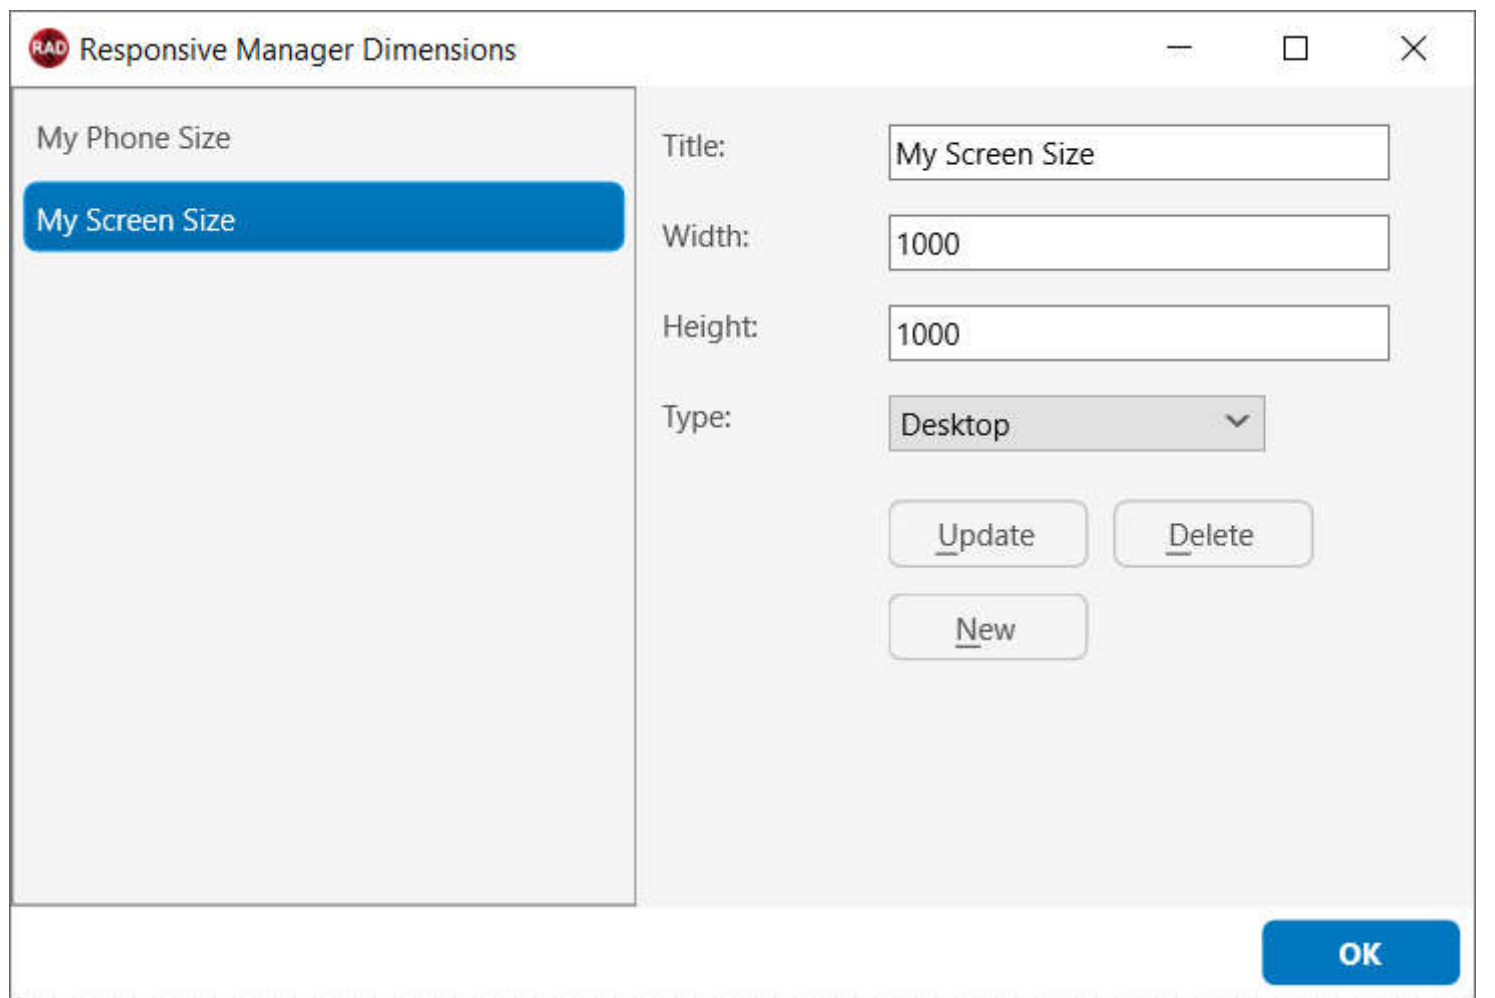 RAD Responsive Manager Dimensions
My Phone Size
My Screen Size
Title: My Screen Size
Width: 1000
Height: 1000
Type: Desktop
Update Delete
New
OK